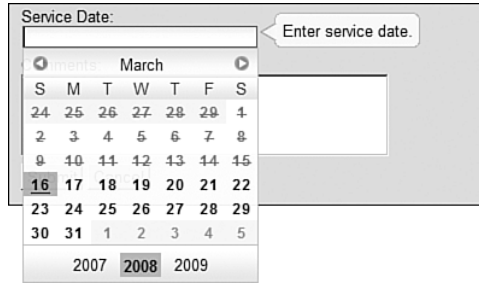 Service Date:
Enter service date.
Comments:
March
S M T W T F S
24 25 26 27 28 29 1
2 3 4 5 6 7 8
9 10 11 12 13 14 15
Cancel
16 17 18 19 20 21 22
23 24 25 26 27 28 29
30 31 1 2 3 4 5
2007 2008 2009